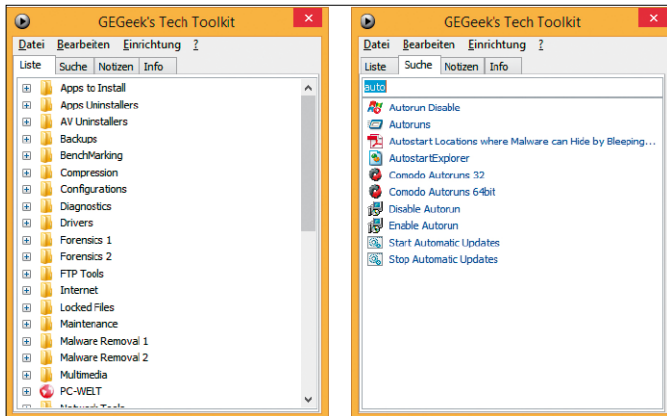 GEGeek's Tech Toolkit
Datei Bearbeiten Einrichtung ?
Liste Suche Notizen Info
Apps to Install
Apps Uninstallers
AV Uninstallers
Backups
BenchMarking
Compression
Configurations
Diagnostics
Drivers
Forensics 1
Forensics 2
FTP Tools
Internet
Locked Files
Maintenance
Malware Removal 1
Malware Removal 2
Multimedia
PC-WELT
Network Tools
GEGeek's Tech Toolkit
Datei Bearbeiten Einrichtung ?
Liste Suche Notizen Info
auto
Autorun Disable
Autoruns
Autostart Locations where Malware can Hide by Bleeping...
AutostartExplorer
Comodo Autoruns 32
Comodo Autoruns 64bit
Disable Autorun
Enable Autorun
Start Automatic Updates
Stop Automatic Updates